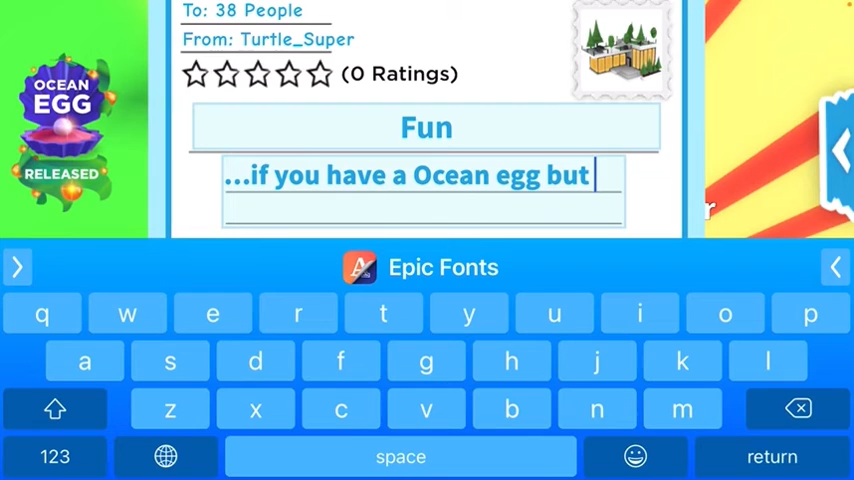 To: 38 People
From: Turtle_Super
(0 Ratings)
OCEAN
EGG
RELEASED
Fun
...if you have a Ocean egg but
Epic Fonts
q w e r t y u i o p
a s d f g h j k l
z x c v b n m
123 space return